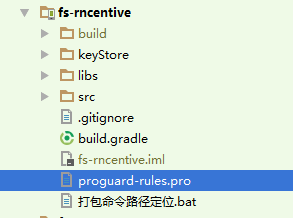 fs-rncentive
build
keyStore
libs
src
.gitignore
build.gradle
fs-rncentive.iml
proguard-rules.pro
打包命令路径定位.bat